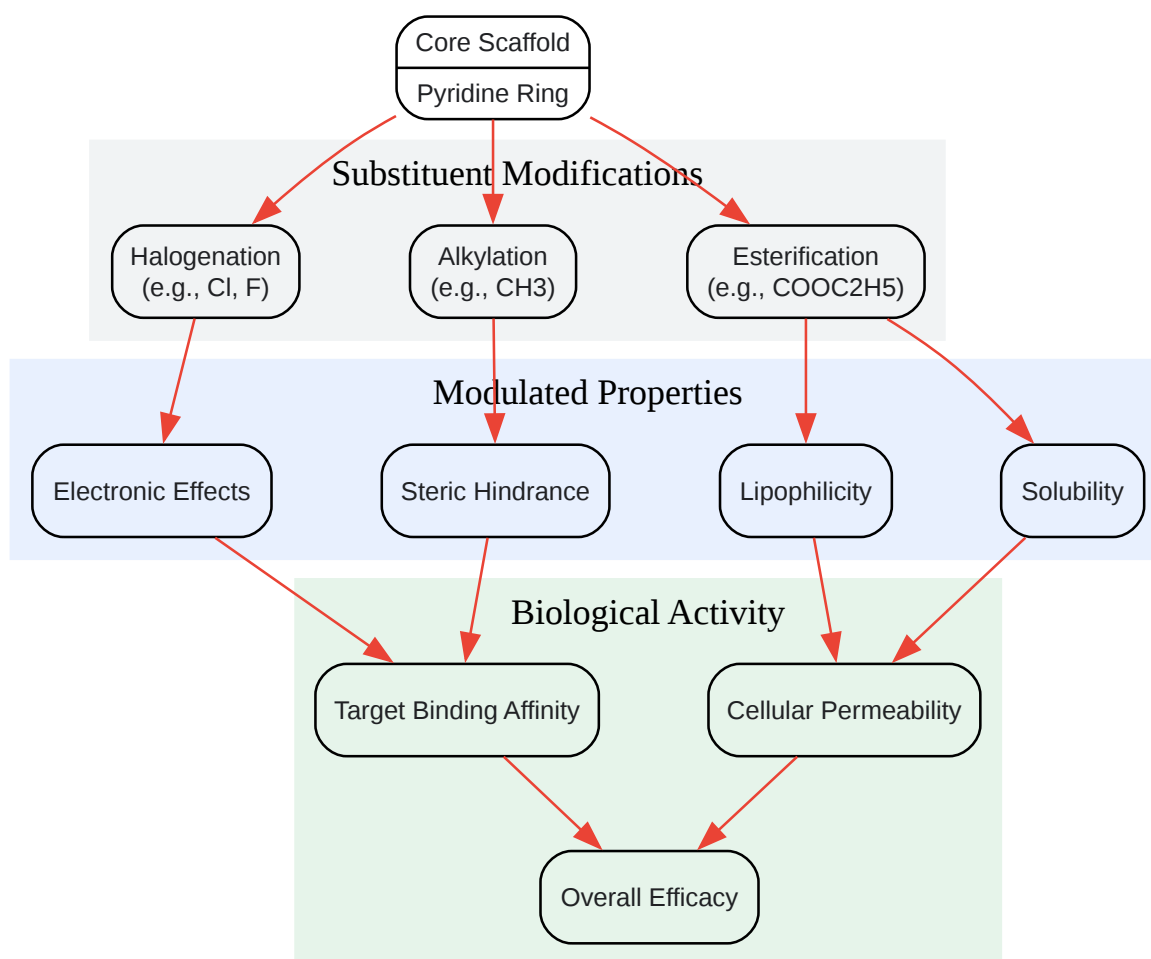 Core Scaffold
Pyridine Ring
Substituent Modifications
Halogenation
(e.g., Cl, F)
Alkylation
(e.g., CH3)
Esterification
(e.g., COOC2H5)
Modulated Properties
Electronic Effects
Steric Hindrance
Lipophilicity
Solubility
Biological Activity
Target Binding Affinity
Cellular Permeability
Overall Efficacy